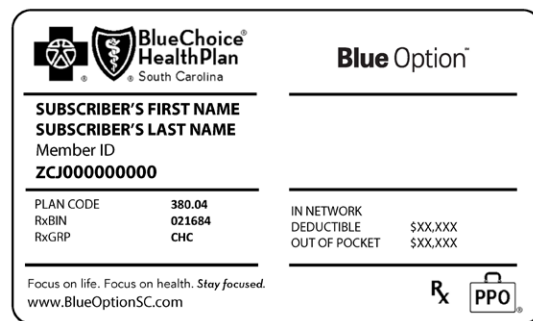 BlueChoice®
HealthPlan
South Carolina
® ®
Blue Option℠
SUBSCRIBER'S FIRST NAME
SUBSCRIBER'S LAST NAME
Member ID
ZCJ000000000
PLAN CODE 380.04
RxBIN 021684
RxGRP CHC
IN NETWORK
DEDUCTIBLE $XX,XXX
OUT OF POCKET $XX,XXX
Focus on life. Focus on health. Stay focused.
www.BlueOptionSC.com
Rx
PPO®